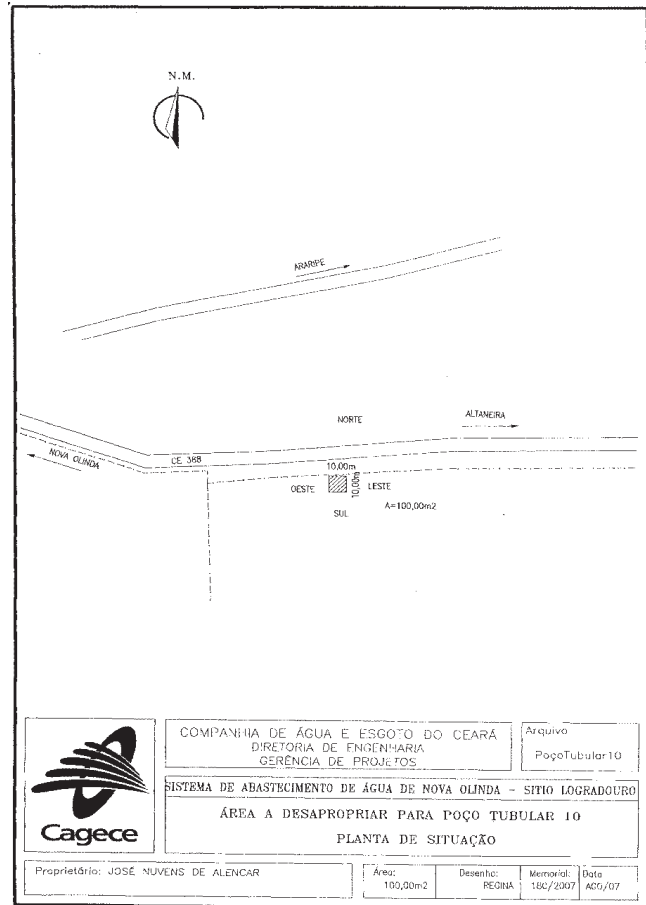 N.M.
ARARIPE
NORTE
ALTANEIRA
NOVA OLINDA
CE 388
10,00m
OESTE
10,00m
LESTE
A=100,00m2
SUL
Cagece
COMPANHIA DE ÁGUA E ESGOTO DO CEARÁ
DIRETORIA DE ENGENHARIA
GERÊNCIA DE PROJETOS
Arquivo
PoçoTubular10
SISTEMA DE ABASTECIMENTO DE ÁGUA DE NOVA OLINDA - SITIO LOGRADOURO
ÁREA A DESAPROPRIAR PARA POÇO TUBULAR 10
PLANTA DE SITUAÇÃO
Proprietário: JOSÉ NUVENS DE ALENCAR
Área:
100,00m2
Desenho:
REGINA
Memorial:
18C/2007
Data
AGO/07